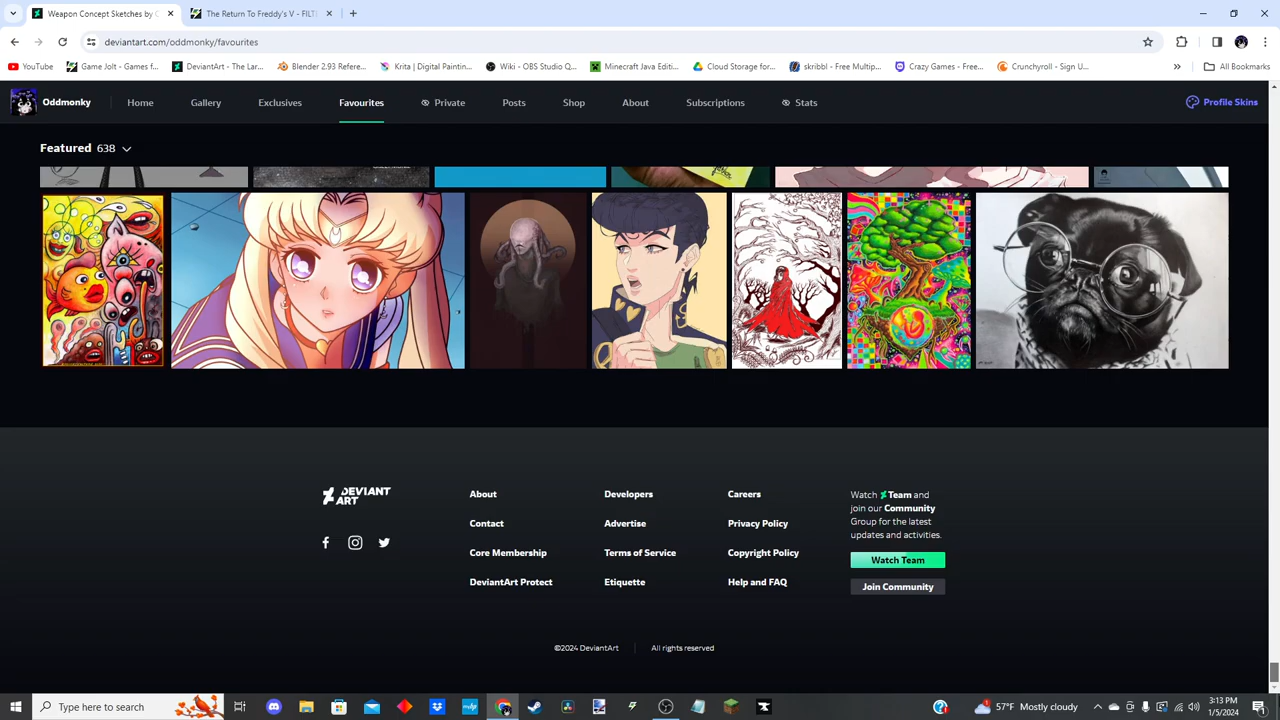 Weapon Concept Sketches by O
The Return To Freddy's V - FILT
deviantart.com/oddmonky/favourites
YouTube
Game Jolt - Games f...
DeviantArt - The Lar...
Blender 2.93 Refere...
Krita | Digital Paintin...
Wiki - OBS Studio Q...
Minecraft Java Editi...
Cloud Storage for...
skribbl - Free Multip...
Crazy Games - Free...
Crunchyroll - Sign U...
All Bookmarks
Oddmonky
Home
Gallery
Exclusives
Favourites
Private
Posts
Shop
About
Subscriptions
Stats
Profile Skins
Featured 638
DEVIANT
ART
About
Contact
Core Membership
DeviantArt Protect
Developers
Advertise
Terms of Service
Etiquette
Careers
Privacy Policy
Copyright Policy
Help and FAQ
Watch Team and
join our Community
Group for the latest
updates and activities.
Watch Team
Join Community
©2024 DeviantArt
All rights reserved
Type here to search
57°F Mostly cloudy
3:13 PM
1/5/2024